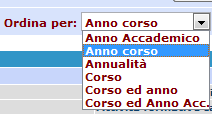 Ordina per: Anno corso
Anno Accademico
Anno corso
Annualità
Corso
Corso ed anno
Corso ed Anno Acc.